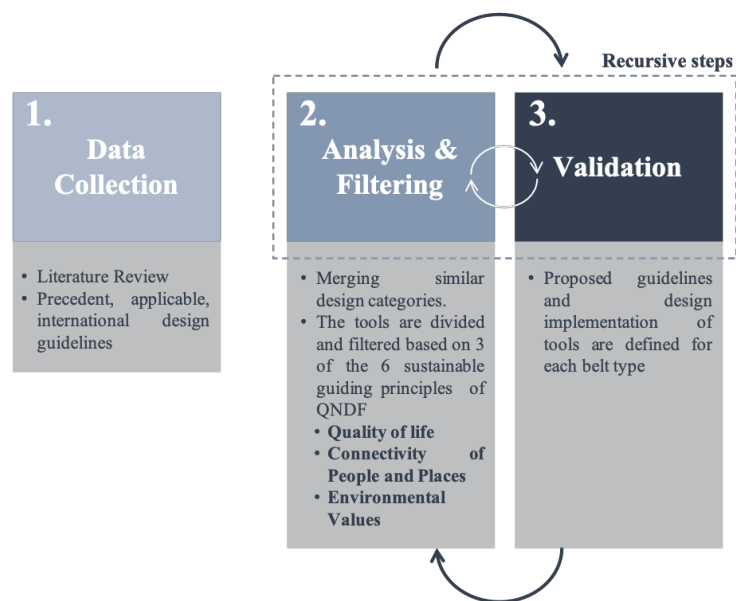 Recursive steps
1.
Data
Collection
• Literature Review
• Precedent, applicable,
international design
guidelines
2.
Analysis &
Filtering
• Merging similar
design categories.
• The tools are divided
and filtered based on 3
of the 6 sustainable
guiding principles of
QNDF
• Quality of life
• Connectivity of
People and Places
• Environmental
Values
3.
Validation
• Proposed guidelines
and design
implementation of
tools are defined for
each belt type